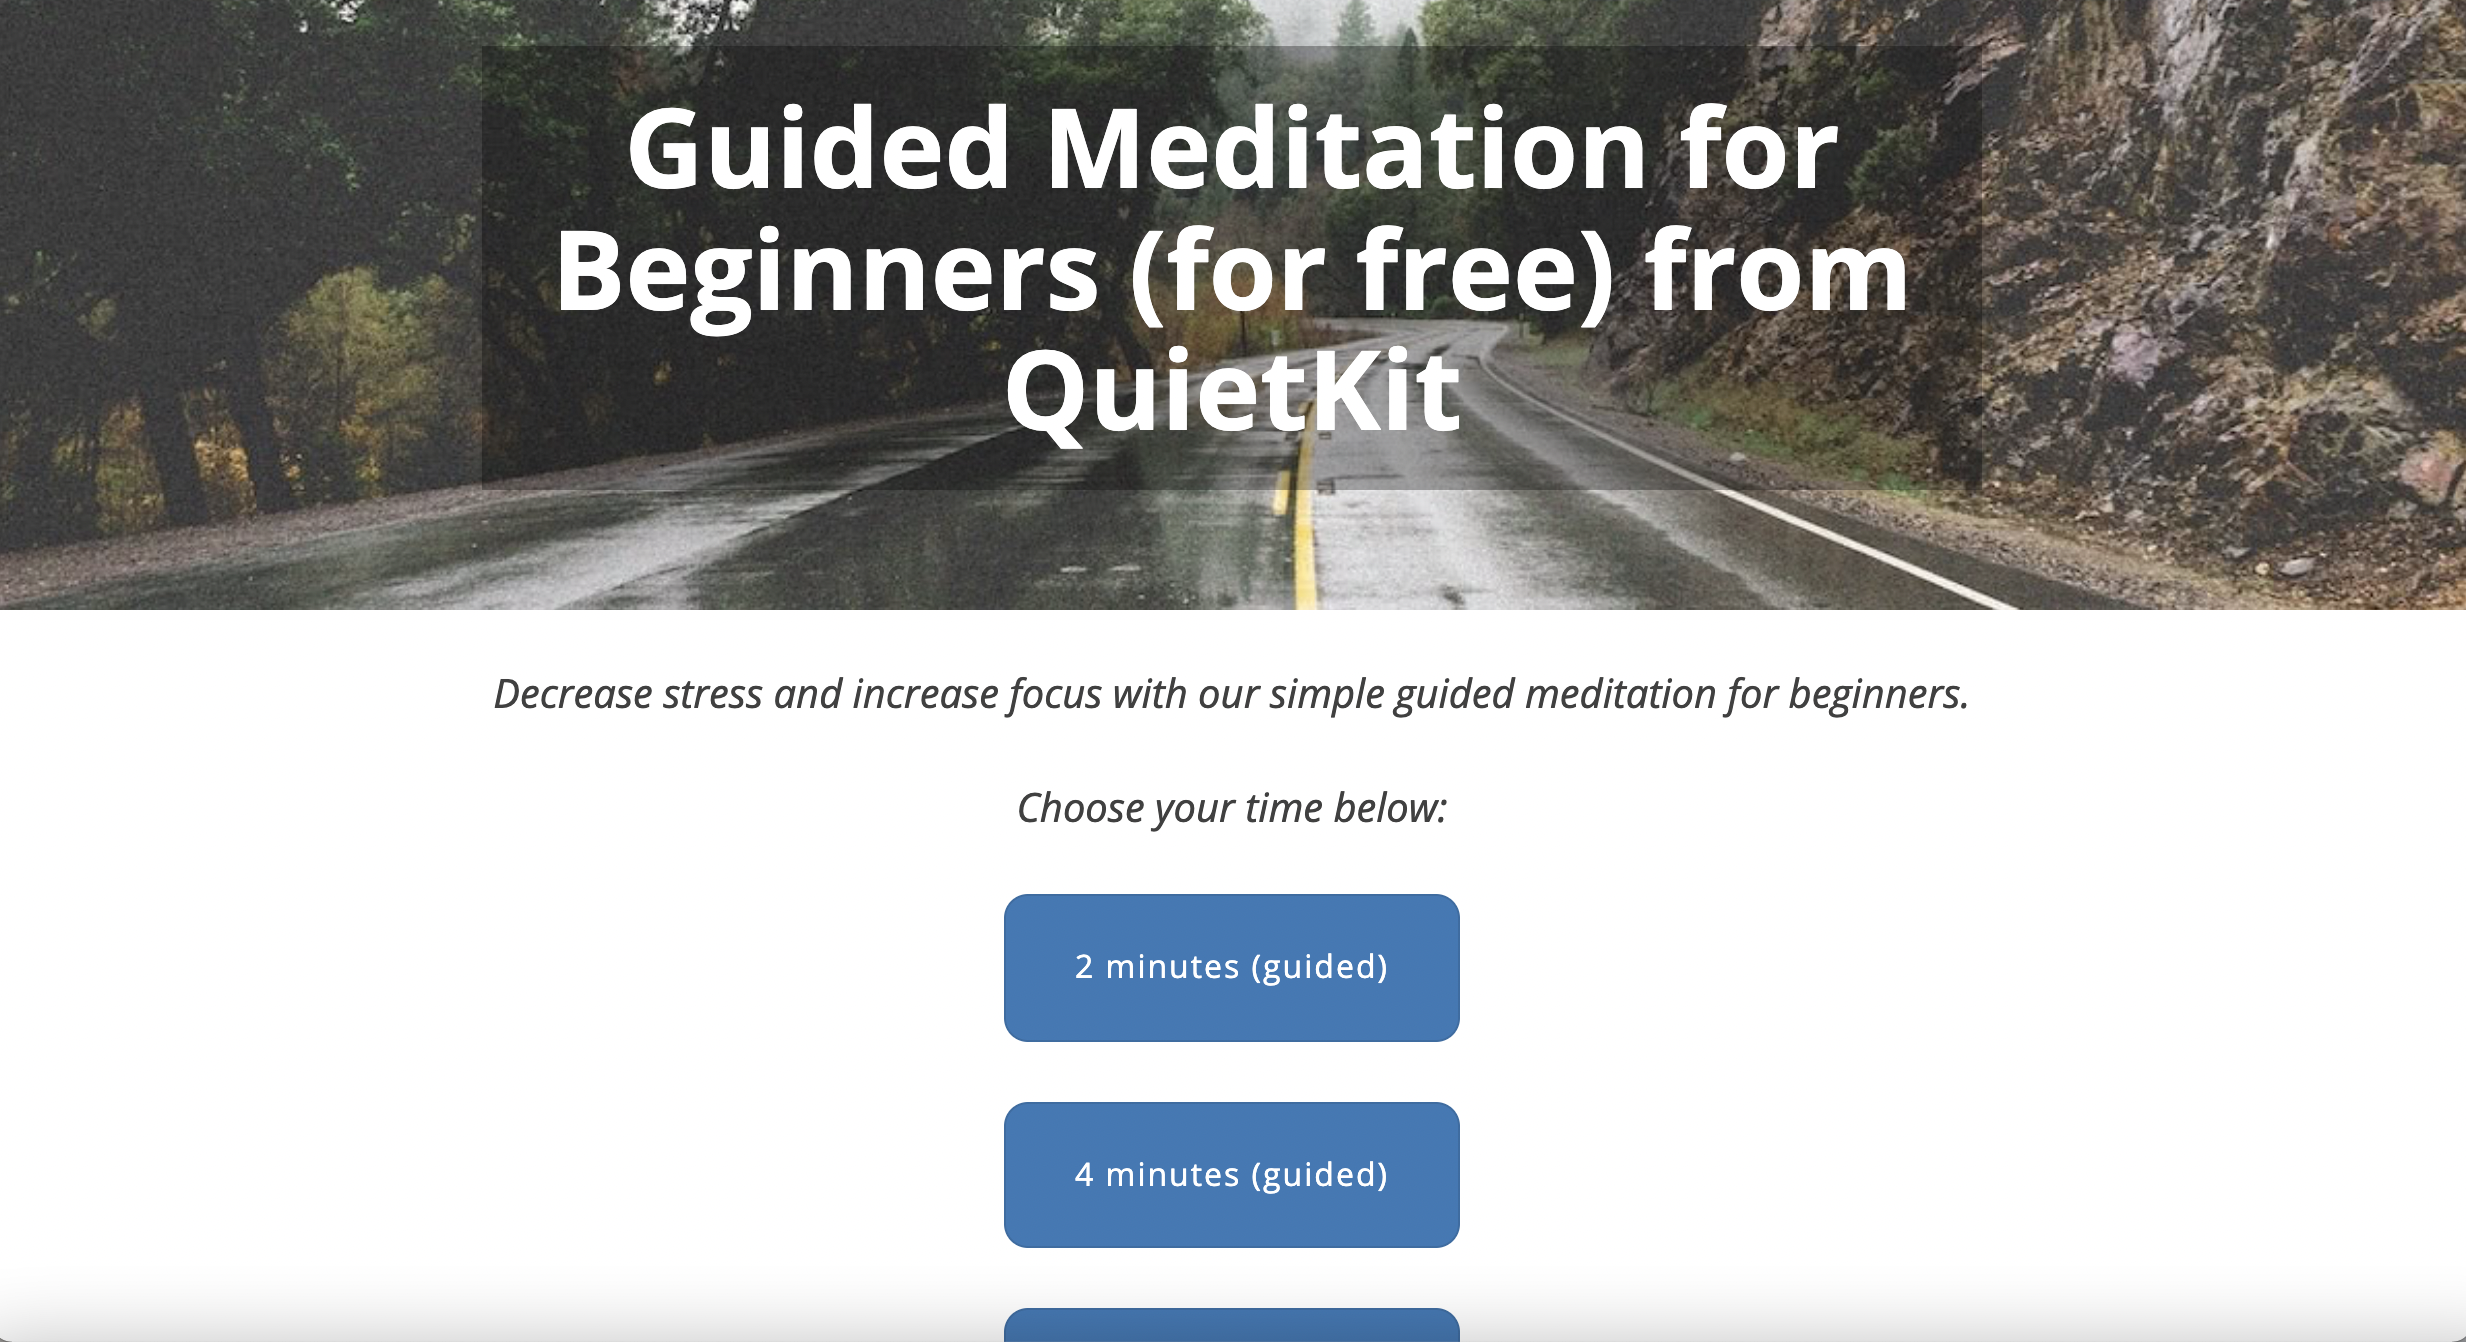 Guided Meditation for
Beginners (for free) from
QuietKit
Decrease stress and increase focus with our simple guided meditation for beginners.
Choose your time below:
2 minutes (guided)
4 minutes (guided)